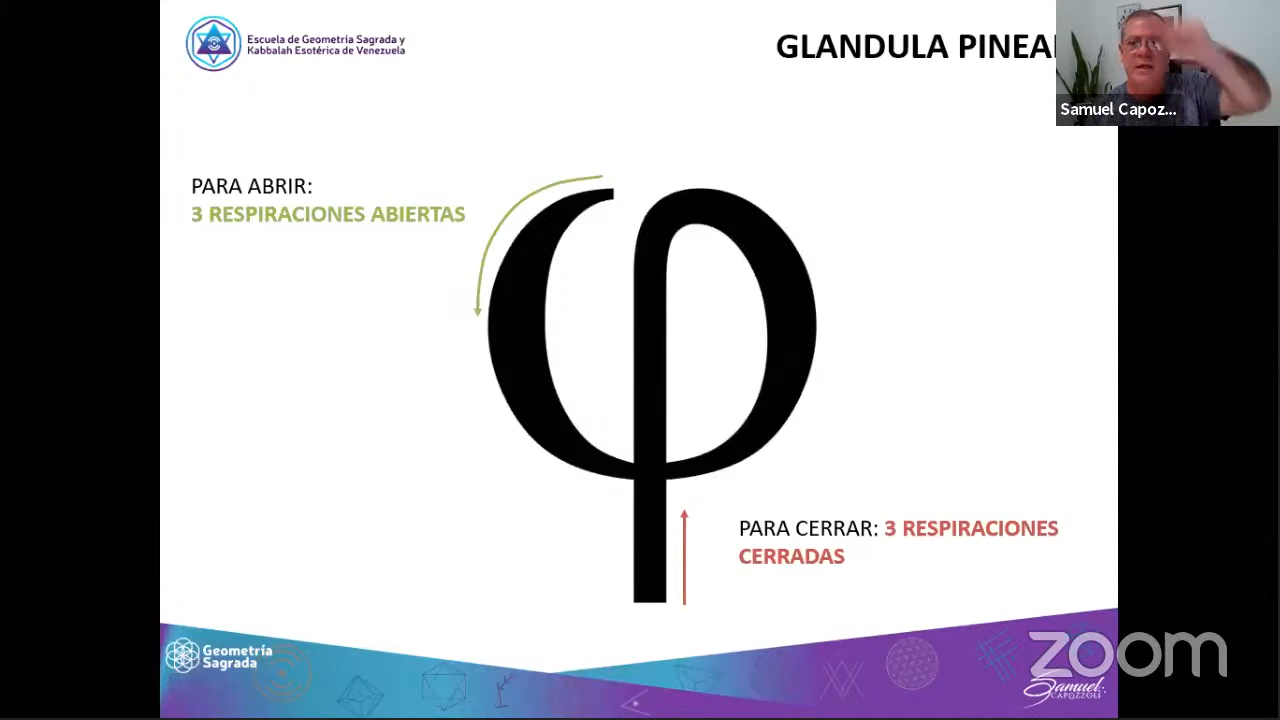 Escuela de Geometría Sagrada y
Kabbalah Esotérica de Venezuela
GLANDULA PINEA
Samuel Capoz...
PARA ABRIR:
3 RESPIRACIONES ABIERTAS
φ
PARA CERRAR: 3 RESPIRACIONES
CERRADAS
Geometría
Sagrada
zoom
Samuel
CAPOZZOLI